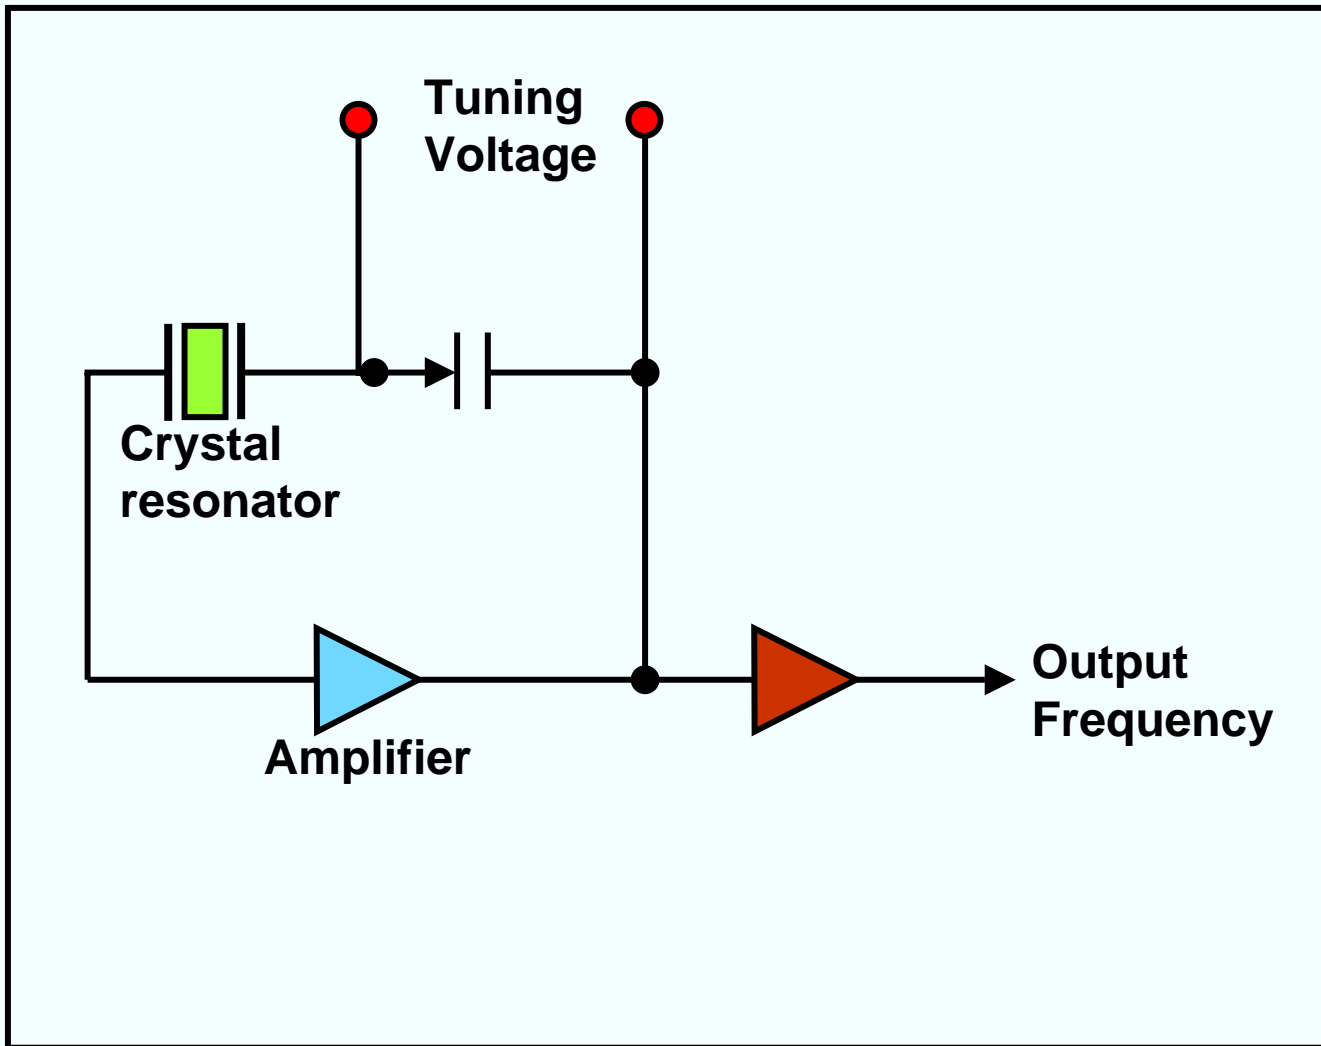 Tuning
Voltage
Crystal
resonator
Amplifier
Output
Frequency